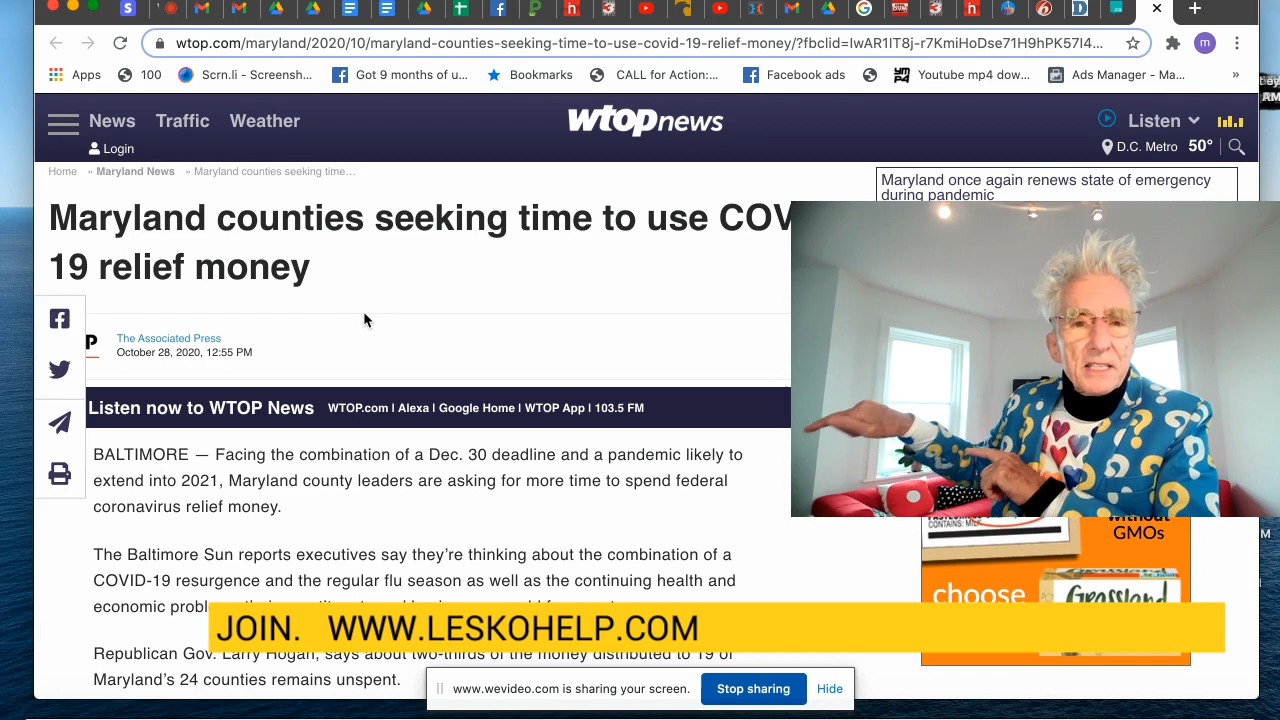 wtop.com/maryland/2020/10/maryland-counties-seeking-time-to-use-covid-19-relief-money/?fbclid=IwAR1IT8j-r7KmiHoDse71H9hPK57I4...
m
Apps 100 Scrn.li - Screensh... Got 9 months of u... Bookmarks CALL for Action:... Facebook ads Youtube mp4 dow... Ads Manager - Ma... »
News Traffic Weather
wtopnews
Listen
Login
D.C. Metro 50°
Home » Maryland News » Maryland counties seeking time…
Maryland once again renews state of emergency
during pandemic
Maryland counties seeking time to use COV
19 relief money
The Associated Press
October 28, 2020, 12:55 PM
Listen now to WTOP News WTOP.com | Alexa | Google Home | WTOP App | 103.5 FM
BALTIMORE — Facing the combination of a Dec. 30 deadline and a pandemic likely to
extend into 2021, Maryland county leaders are asking for more time to spend federal
coronavirus relief money.
The Baltimore Sun reports executives say they’re thinking about the combination of a
COVID-19 resurgence and the regular flu season as well as the continuing health and
economic
CONTAINS: MILK
without
GMOs
choose
Grassland
JOIN. WWW.LESKOHELP.COM
Republican Gov. Larry Hogan, says about two-thirds of the money distributed to 19 of
Maryland’s 24 counties remains unspent.
www.wevideo.com is sharing your screen. Stop sharing Hide